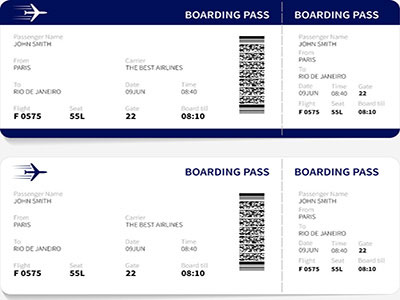 BOARDING PASS
Passenger Name
JOHN SMITH
From
Carrier
PARIS
THE BEST AIRLINES
To
Date
Time
RIO DE JANEIRO
09JUN
08:40
Flight
Seat
Gate
Board till
F 0575
55L
22
08:10
BOARDING PASS
Passenger Name
JOHN SMITH
From
PARIS
To
RIO DE JANEIRO
Date
Time
Gate
09JUN
08:40
22
Flight
Seat
Board till
F 0575
55L
08:10
BOARDING PASS
Passenger Name
JOHN SMITH
From
Carrier
PARIS
THE BEST AIRLINES
To
Date
Time
RIO DE JANEIRO
09JUN
08:40
Flight
Seat
Gate
Board till
F 0575
55L
22
08:10
BOARDING PASS
Passenger Name
JOHN SMITH
From
PARIS
To
RIO DE JANEIRO
Date
Time
Gate
09JUN
08:40
22
Flight
Seat
Board till
F 0575
55L
08:10